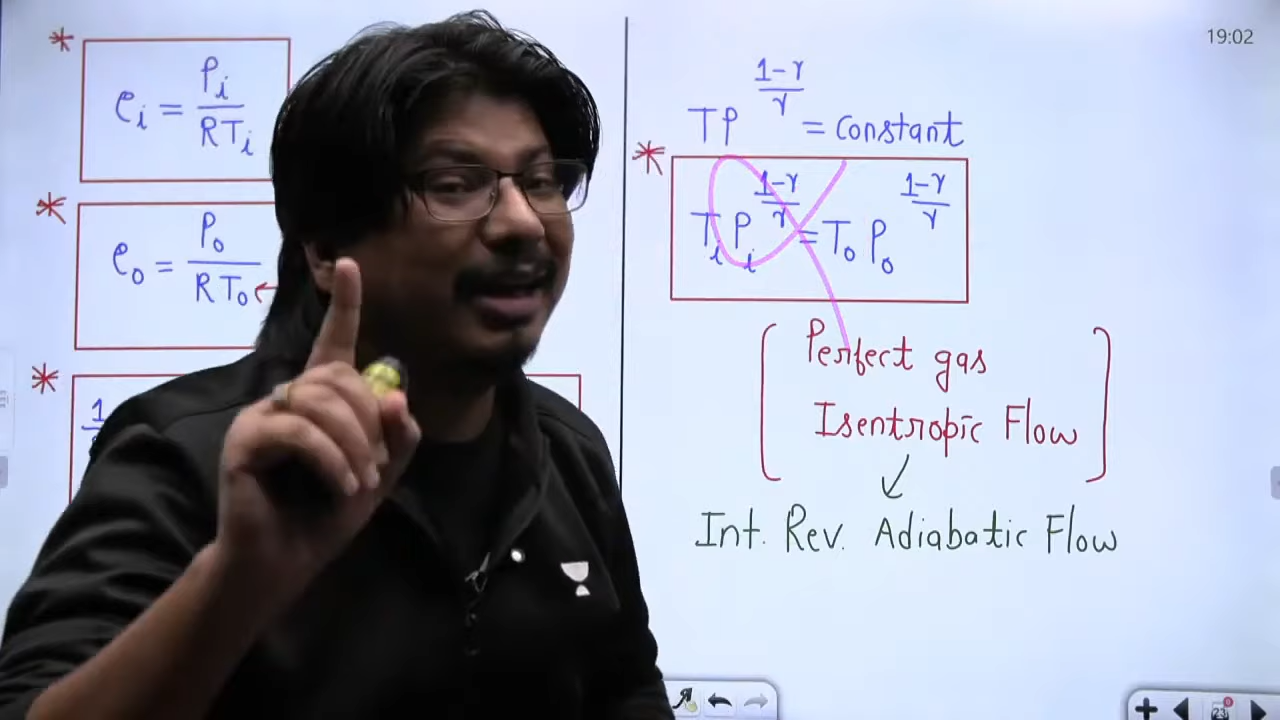 19:02
* ρi = Pi / RTi
* ρ0 = P0 / RT0 ←
*
TP^((1-γ)/γ) = Constant
* TiPi^((1-γ)/γ) = T0P0^((1-γ)/γ)
[Perfect gas
Isentropic Flow]
↙
Int. Rev. Adiabatic Flow
23